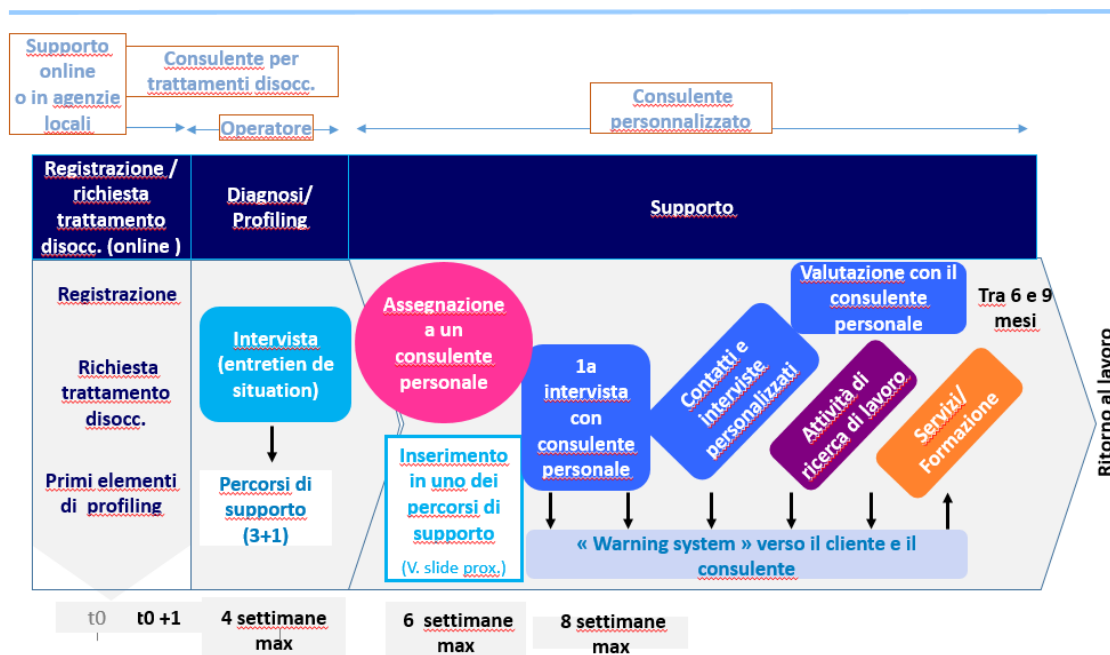 Supporto
online
o in agenzie
locali
Consulente per
trattamenti disocc.
Operatore
Consulente
personnalizzato
Registrazione /
richiesta
trattamento
disocc. (online )
Diagnosi/
Profiling
Supporto
Registrazione
Richiesta
trattamento
disocc.
Primi elementi
di profiling
Intervista
(entretien de
situation)
Percorsi di
supporto
(3+1)
Assegnazione
a un
consulente
personale
Inserimento
in uno dei
percorsi di
supporto
(V. slide prox.)
1a
intervista
con
consulente
personale
Contatti e
interviste
personalizzati
Valutazione con il
consulente
personale
Attività di
ricerca di lavoro
Servizi/
Formazione
Tra 6 e 9
mesi
Ritorno al lavoro
« Warning system » verso il cliente e il
consulente
t0
t0 +1
4 settimane
max
6 settimane
max
8 settimane
max